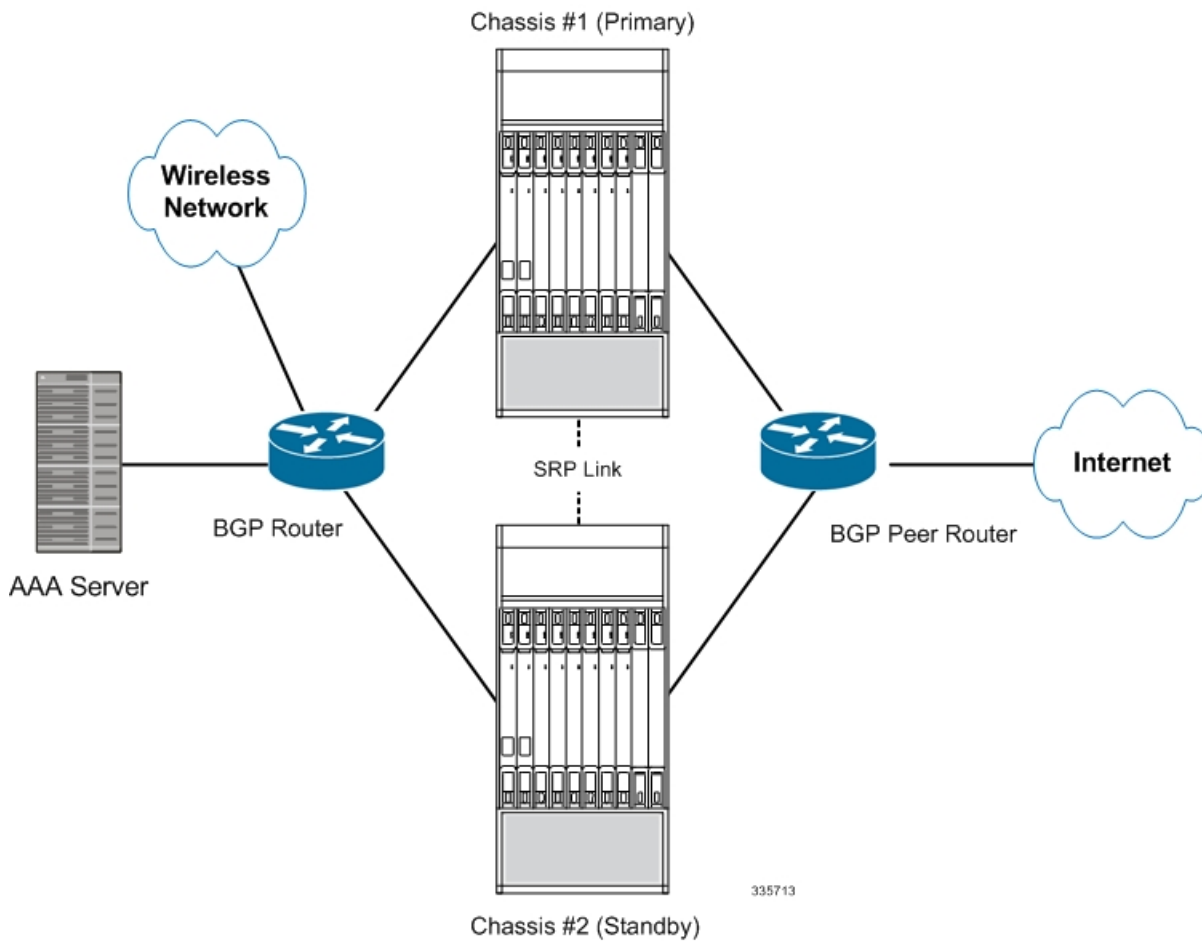 Chassis #1 (Primary)
Wireless
Network
SRP Link
Internet
BGP Router
BGP Peer Router
AAA Server
335713
Chassis #2 (Standby)